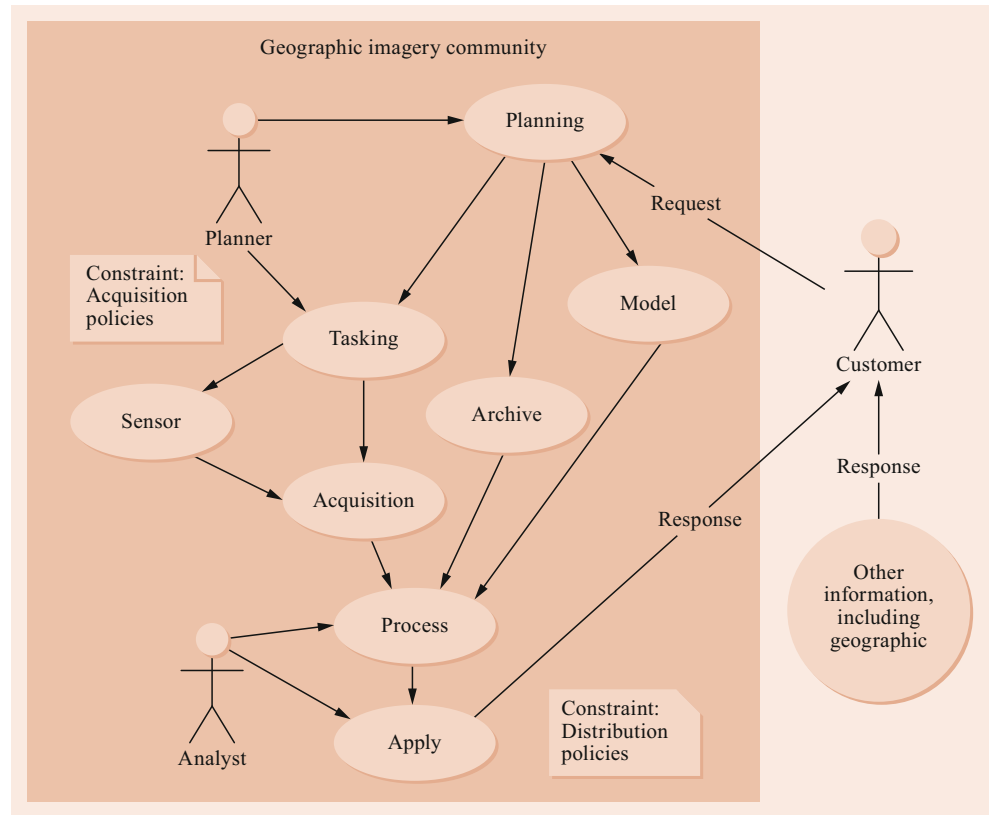 Geographic imagery community
Planning
Request
Planner
Constraint:
Acquisition
policies
Model
Tasking
Customer
Sensor
Archive
Response
Acquisition
Response
Other
information,
including
geographic
Process
Constraint:
Distribution
policies
Apply
Analyst